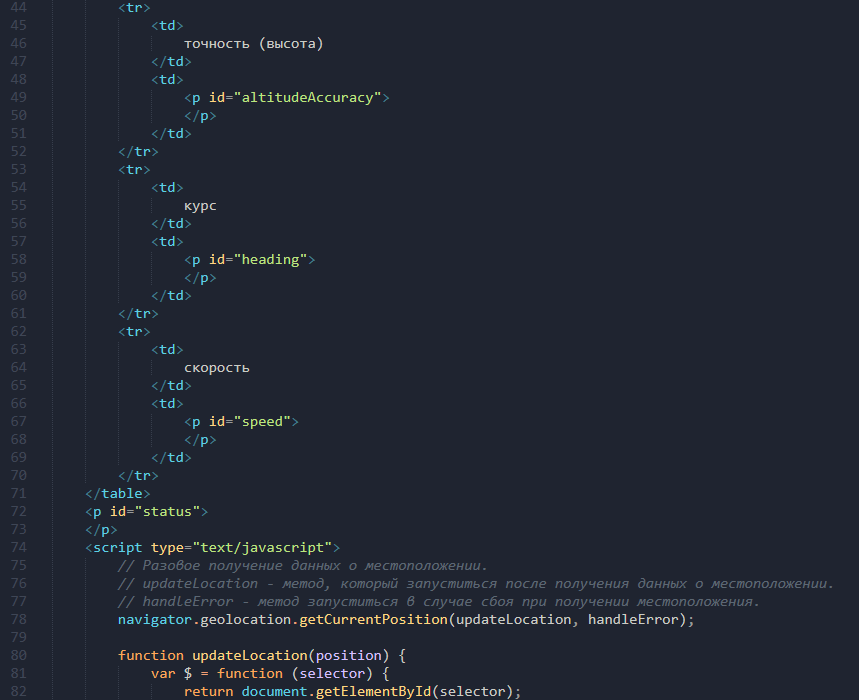 44 <tr>
45 <td>
46 точность (высота)
47 </td>
48 <td>
49 <p id="altitudeAccuracy">
50 </p>
51 </td>
52 </tr>
53 <tr>
54 <td>
55 курс
56 </td>
57 <td>
58 <p id="heading">
59 </p>
60 </td>
61 </tr>
62 <tr>
63 <td>
64 скорость
65 </td>
66 <td>
67 <p id="speed">
68 </p>
69 </td>
70 </tr>
71 </table>
72 <p id="status">
73 </p>
74 <script type="text/javascript">
75 // Разовое получение данных о местоположении.
76 // updateLocation - метод, который запуститься после получения данных о местоположении.
77 // handleError - метод запуститься в случае сбоя при получении местоположения.
78 navigator.geolocation.getCurrentPosition(updateLocation, handleError);
79
80 function updateLocation(position) {
81 var $ = function (selector) {
82 return document.getElementById(selector);